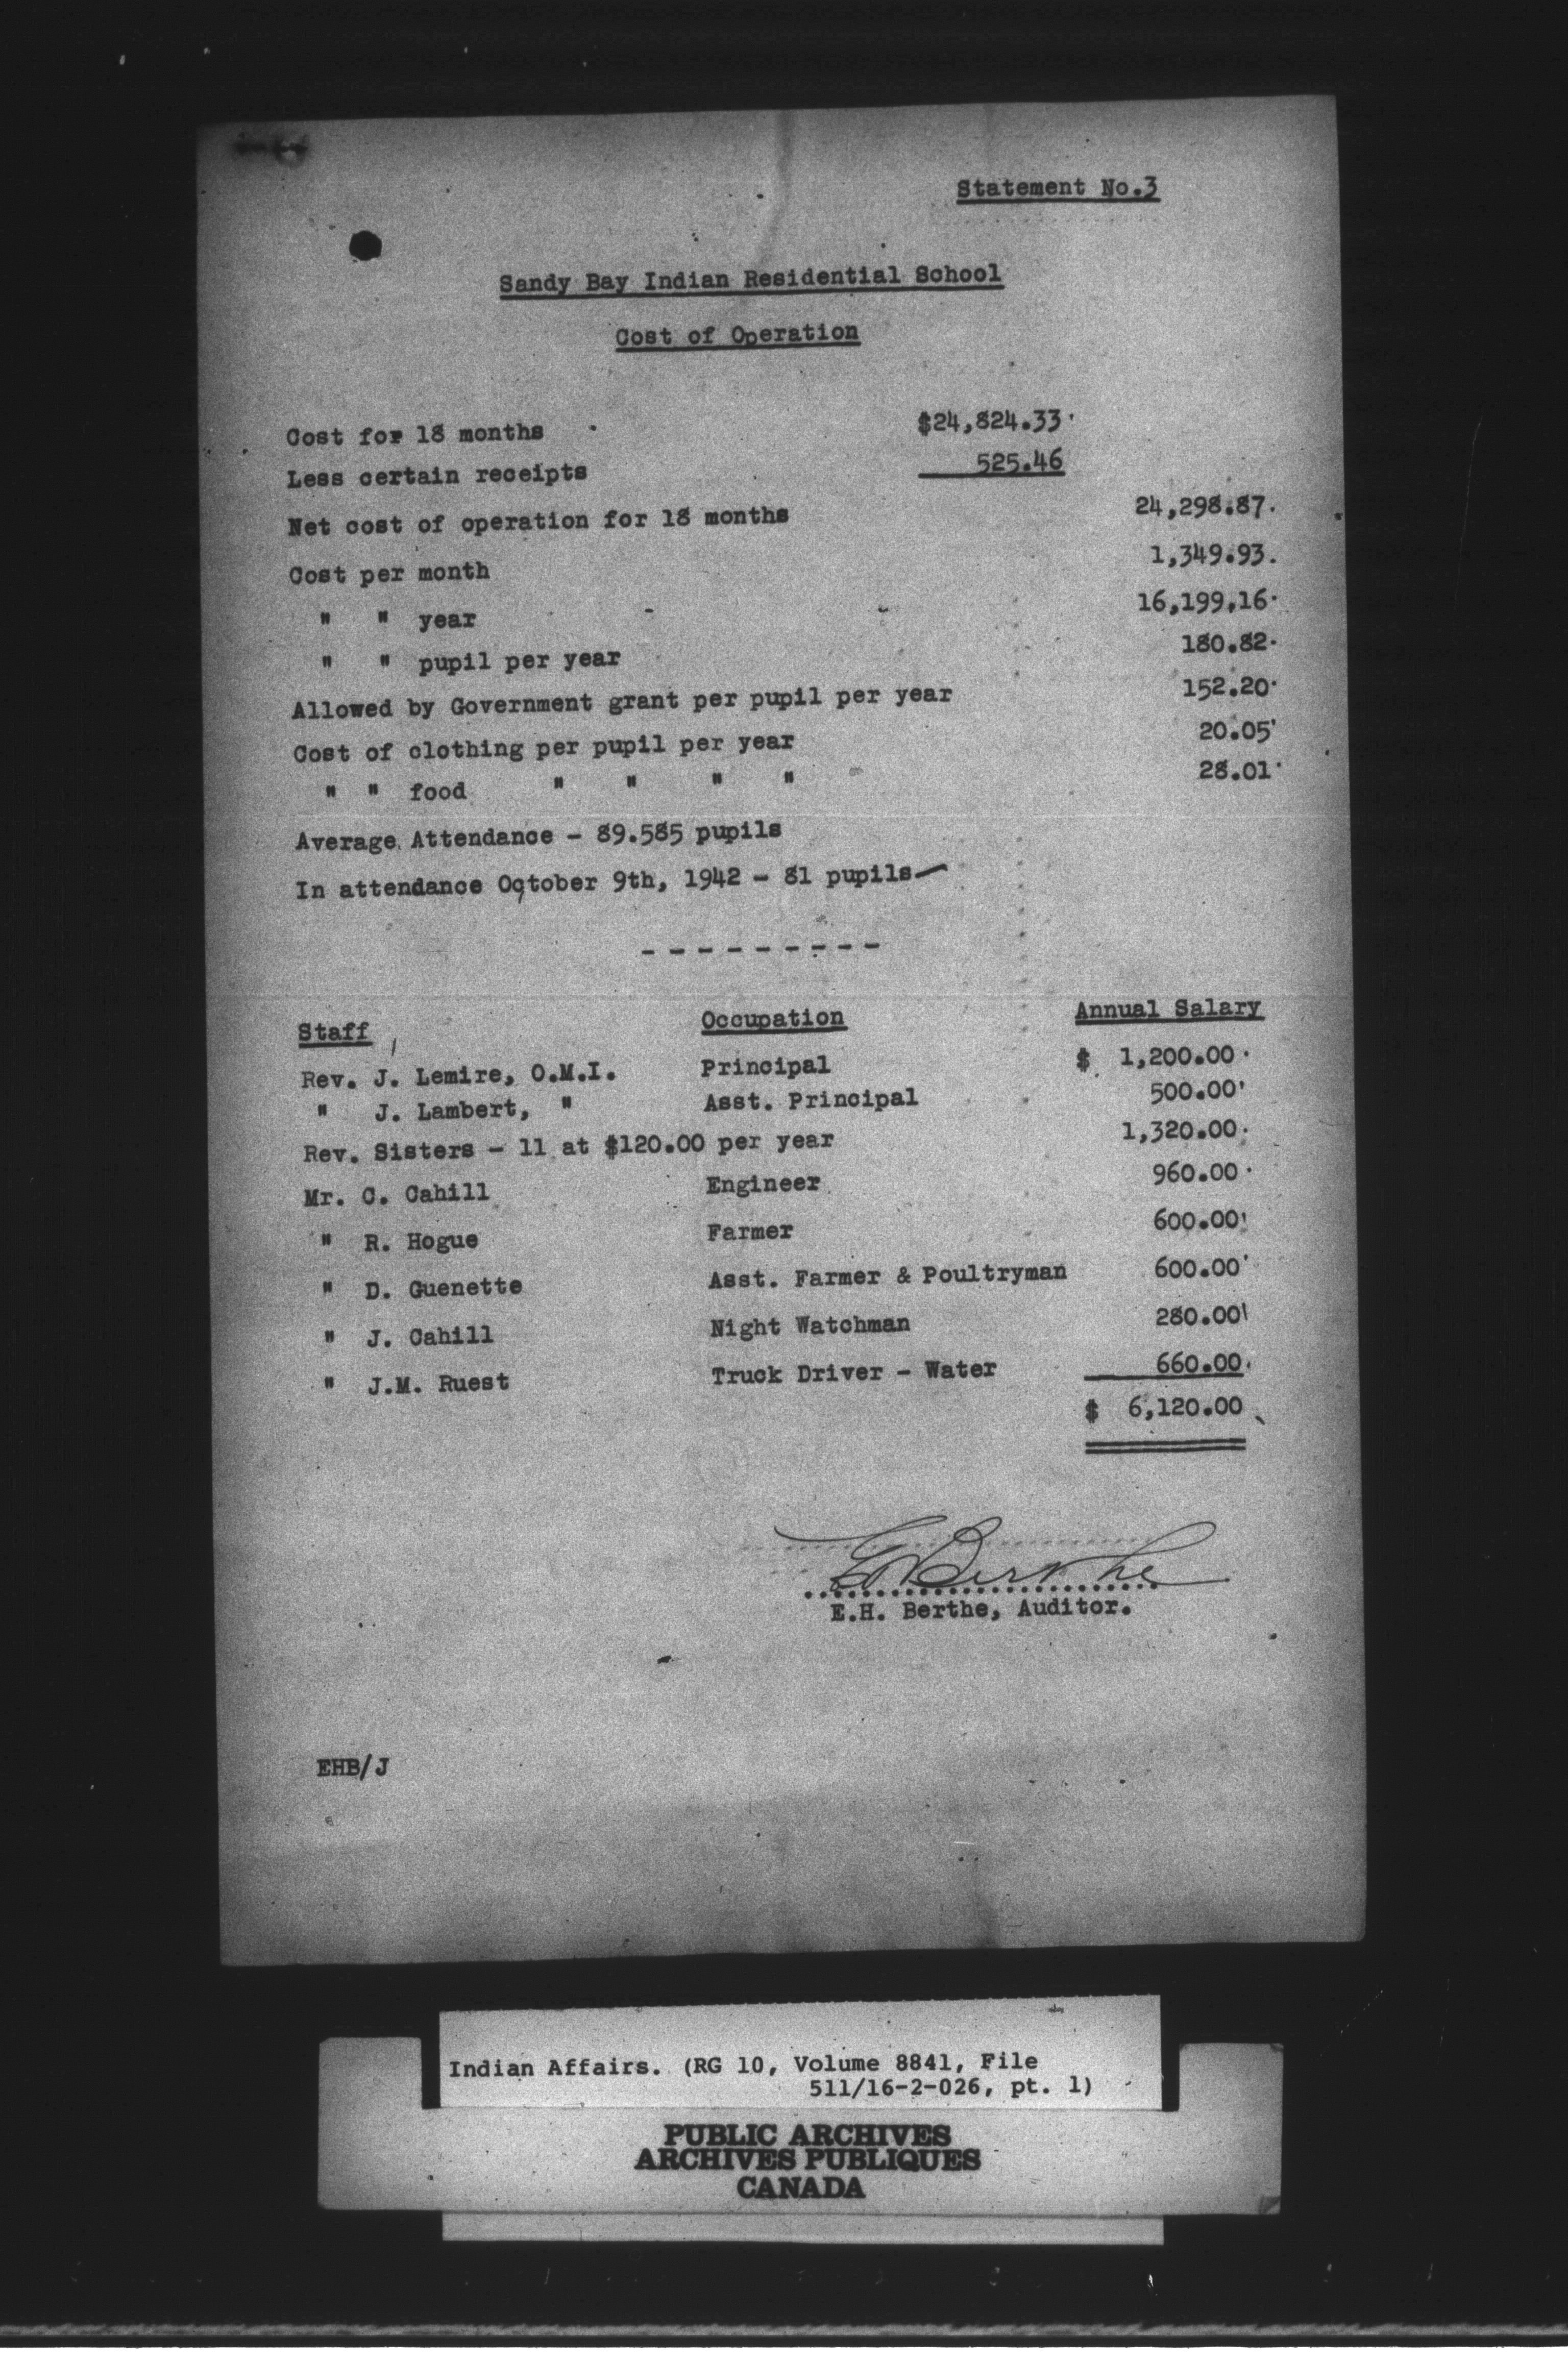 Statement No.3
Sandy Bay Indian Residential School
Cost of Operation
Cost for 18 months $24,824.33
Less certain receipts 525.46
Net cost of operation for 18 months 24,298.87
Cost per month 1,349.93
" " year 16,199,16
" " pupil per year 180.82
Allowed by Government grant per pupil per year 152.20
Cost of clothing per pupil per year 20.05
" " food " " " " 28.01
Average Attendance - 89.585 pupils
In attendance October 9th, 1942 - 81 pupils
- - - - - - - - -
Staff Occupation Annual Salary
Rev. J. Lemire, O.M.I. Principal $ 1,200.00
" J. Lambert, " Asst. Principal 500.00
Rev. Sisters - 11 at $120.00 per year 1,320.00
Mr. C. Cahill Engineer 960.00
" R. Hogue Farmer 600.00
" D. Guenette Asst. Farmer & Poultryman 600.00
" J. Cahill Night Watchman 280.00
" J.M. Ruest Truck Driver - Water 660.00
$ 6,120.00
E H Berthe
E.H. Berthe, Auditor.
EHB/J
Indian Affairs. (RG 10, Volume 8841, File
511/16-2-026, pt. 1)
PUBLIC ARCHIVES
ARCHIVES PUBLIQUES
CANADA